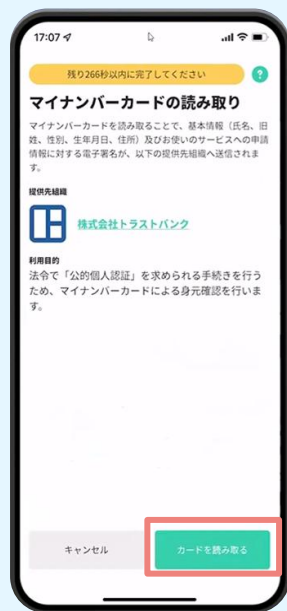 17:07
残り266秒以内に完了してください
?
マイナンバーカードの読み取り
マイナンバーカードを読み取ることで、基本情報（氏名、旧
姓、性別、生年月日、住所）及びお使いのサービスへの申請
情報に対する電子署名が、以下の提供先組織へ送信されま
す。
提供先組織
株式会社トラストバンク
利用目的
法令で「公的個人認証」を求められる手続きを行う
ため、マイナンバーカードによる身元確認を行いま
す。
キャンセル
カードを読み取る